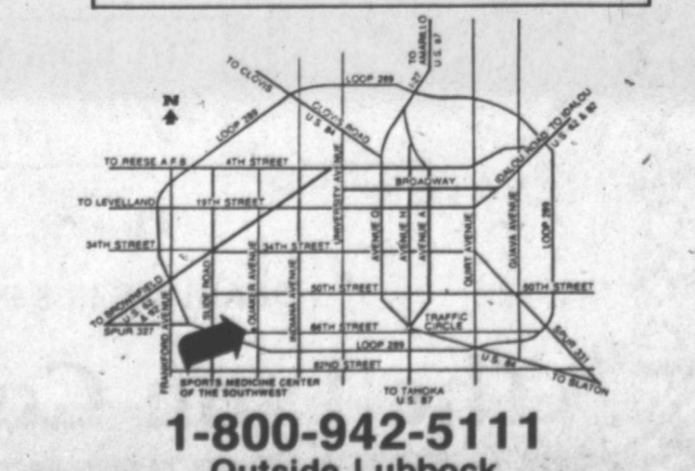 TO AMARILLO
U.S. 87
I-27
TO CLOVIS
LOOP 289
N
LOOP 289
CLOVIS ROAD
U.S. 84
IDALOU ROAD TO IDALOU
U.S. 62 & 82
TO REESE A F B
4TH STREET
UNIVERSITY AVENUE
BROADWAY
TO LEVELLAND
19TH STREET
AVENUE Q
AVENUE H
AVENUE A
QUIRT AVENUE
GUAVA AVENUE
LOOP 289
34TH STREET
34TH STREET
SLIDE ROAD
QUAKER AVENUE
INDIANA AVENUE
TO BROWNFIELD
U.S. 62
& 82
50TH STREET
50TH STREET
SPUR 327
FRANKFORD AVENUE
66TH STREET
TRAFFIC
CIRCLE
SPUR 331
LOOP 289
U.S. 84
82ND STREET
TO SLATON
SPORTS MEDICINE CENTER
OF THE SOUTHWEST
TO TAHOKA
U.S. 87
1-800-942-5111
Outside Lubbock